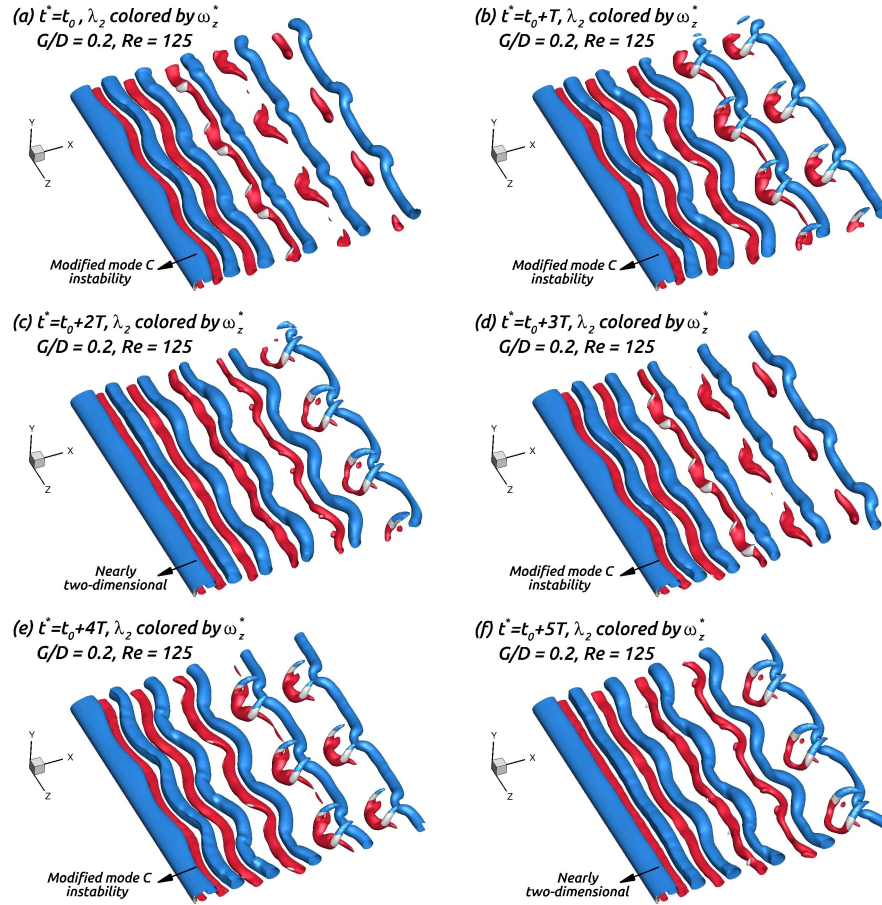 (a) t*=t₀ , λ₂ colored by ω*z
G/D = 0.2, Re = 125
Y
X
Z
Modified mode C
instability
(b) t*=t₀+T, λ₂ colored by ω*z
G/D = 0.2, Re = 125
Y
X
Z
Modified mode C
instability
(c) t*=t₀+2T, λ₂ colored by ω*z
G/D = 0.2, Re = 125
Y
X
Z
Nearly
two-dimensional
(d) t*=t₀+3T, λ₂ colored by ω*z
G/D = 0.2, Re = 125
Y
X
Z
Modified mode C
instability
(e) t*=t₀+4T, λ₂ colored by ω*z
G/D = 0.2, Re = 125
Y
X
Z
Modified mode C
instability
(f) t*=t₀+5T, λ₂ colored by ω*z
G/D = 0.2, Re = 125
Y
X
Z
Nearly
two-dimensional